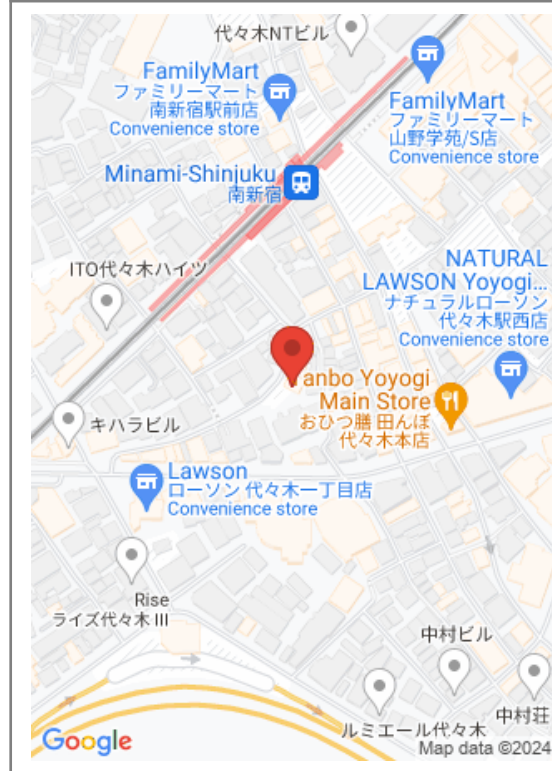 代々木NTビル
FamilyMart
ファミリーマート
南新宿駅前店
Convenience store
FamilyMart
ファミリーマート
山野学苑/S店
Convenience store
Minami-Shinjuku
南新宿
ITO代々木ハイツ
NATURAL
LAWSON Yoyogi...
ナチュラルローソン
代々木駅西店
Convenience store
anbo Yoyogi
Main Store
おひつ膳 田んぼ
代々木本店
キハラビル
Lawson
ローソン 代々木一丁目店
Convenience store
Rise
ライズ代々木 III
中村ビル
ルミエール代々木
中村荘
Google
Map data ©2024